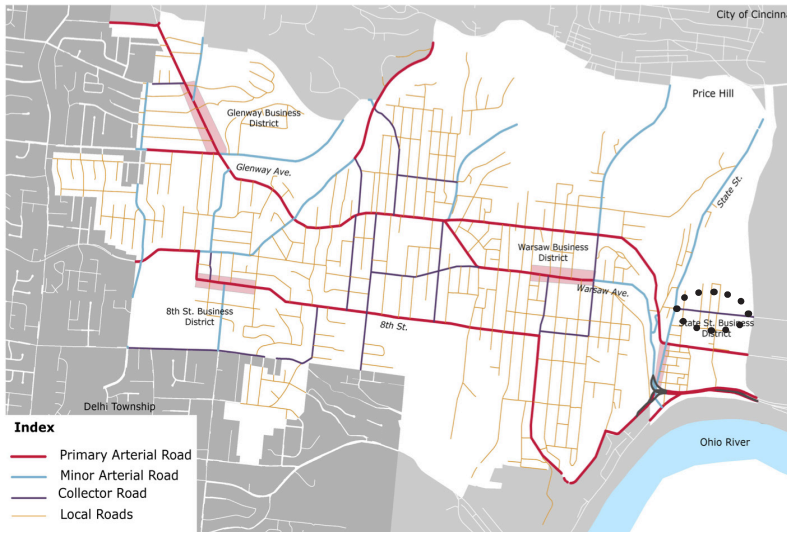 City of Cincinna
Price Hill
Glenway Business
District
Glenway Ave.
State St.
Warsaw Business
District
Warsaw Ave.
8th St. Business
District
8th St.
State St. Business
District
Delhi Township
Ohio River
Index
Primary Arterial Road
Minor Arterial Road
Collector Road
Local Roads